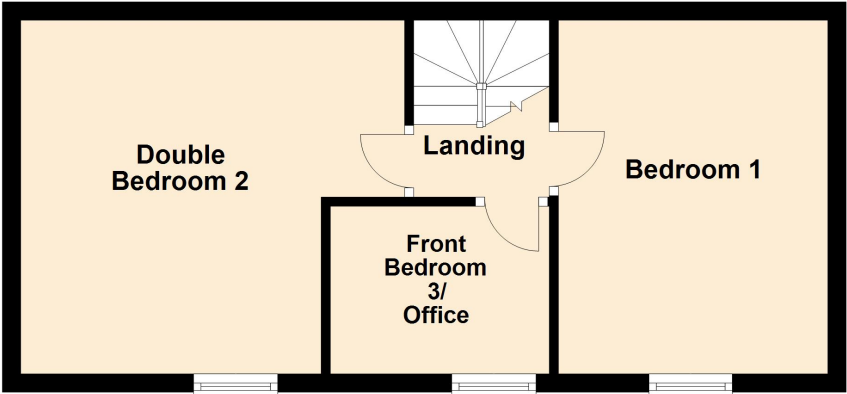 Double
Bedroom 2
Landing
Bedroom 1
Front
Bedroom
3/
Office